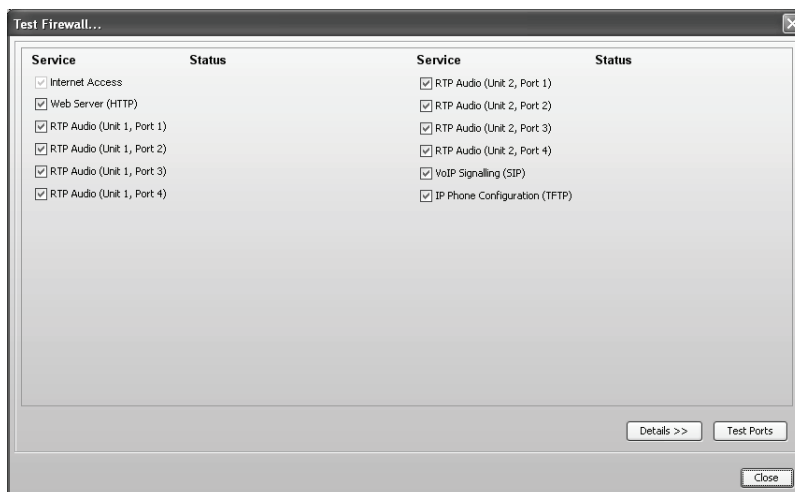 Test Firewall...
Service Status Service Status
Internet Access
RTP Audio (Unit 2, Port 1)
Web Server (HTTP)
RTP Audio (Unit 2, Port 2)
RTP Audio (Unit 1, Port 1)
RTP Audio (Unit 2, Port 3)
RTP Audio (Unit 1, Port 2)
RTP Audio (Unit 2, Port 4)
RTP Audio (Unit 1, Port 3)
VoIP Signalling (SIP)
RTP Audio (Unit 1, Port 4)
IP Phone Configuration (TFTP)
Details >> Test Ports
Close